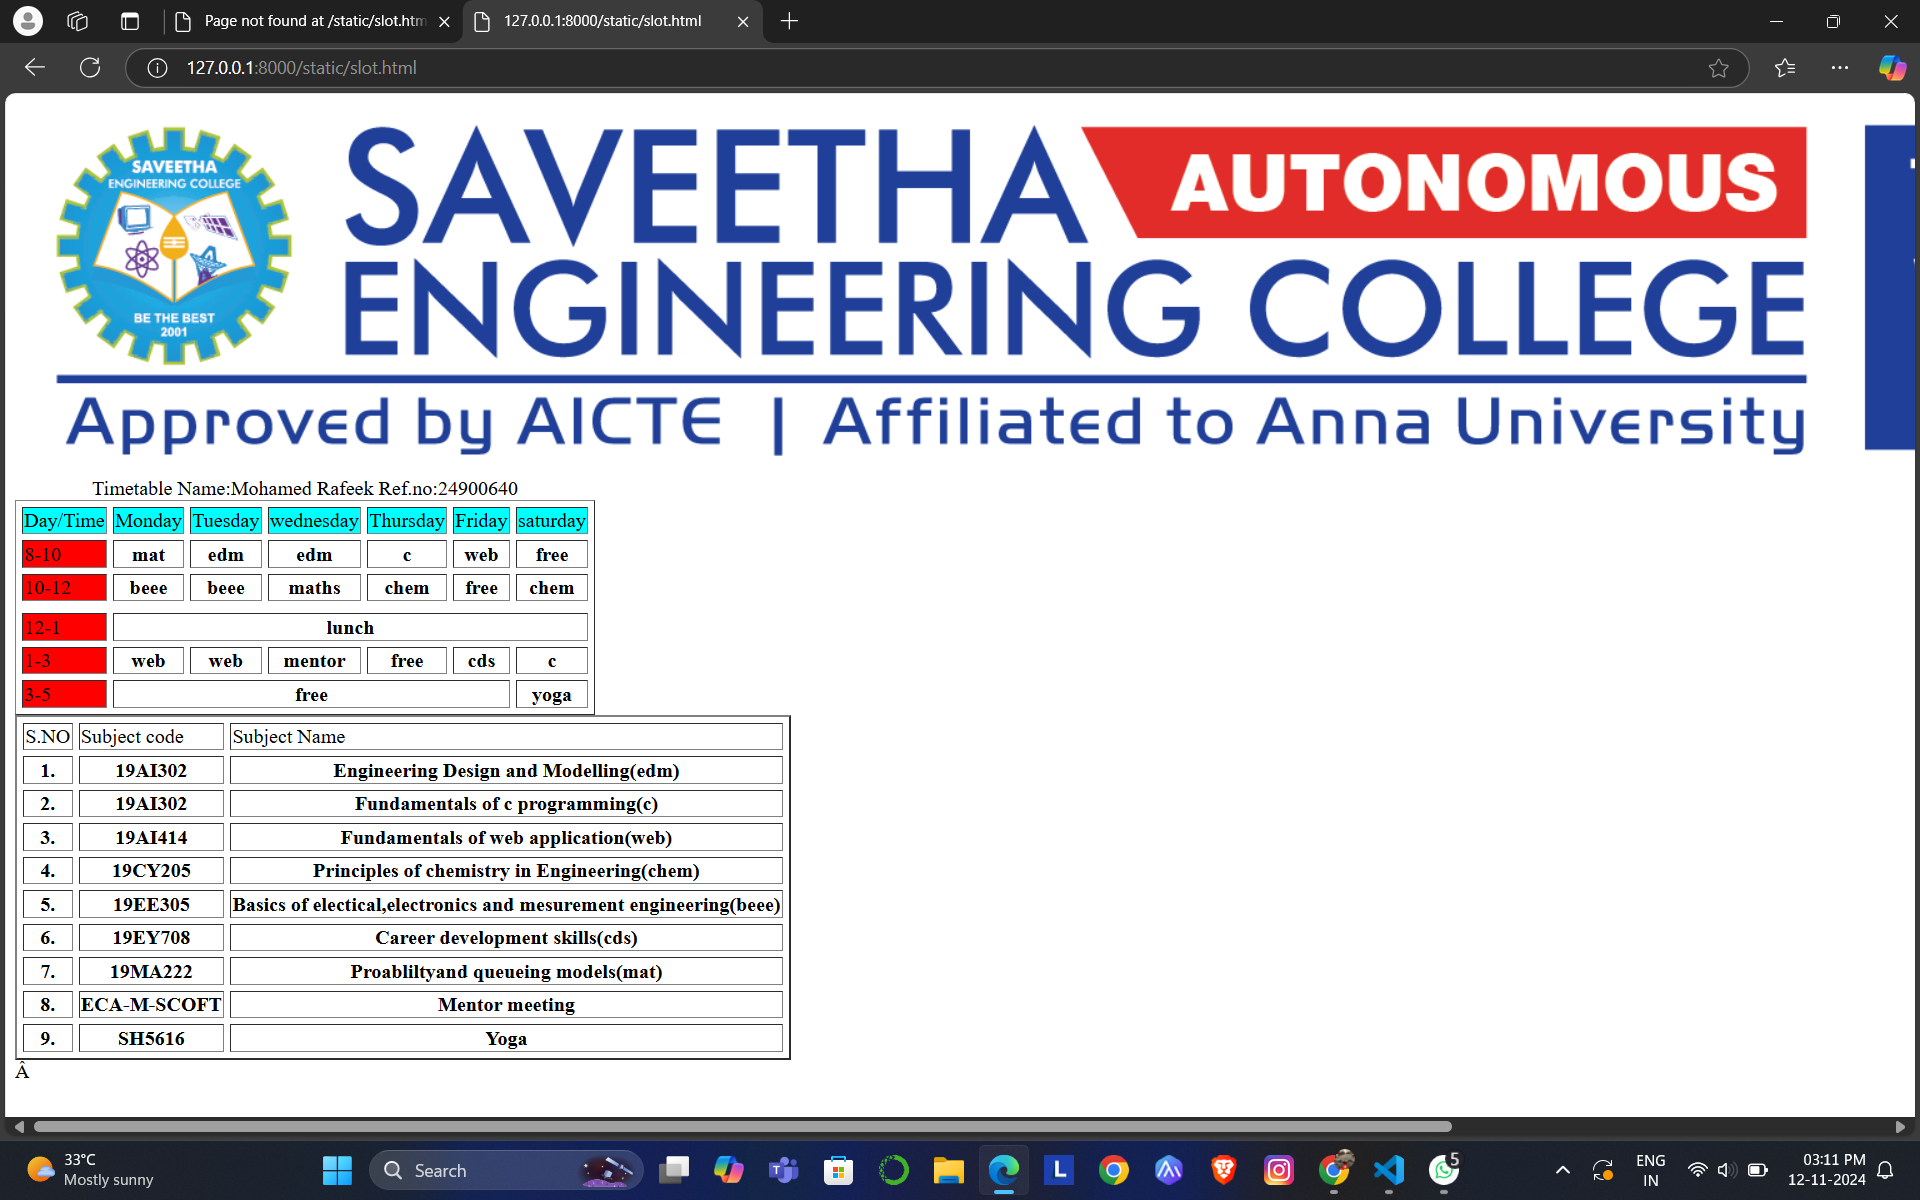 Page not found at /static/slot.htm
127.0.0.1:8000/static/slot.html
127.0.0.1:8000/static/slot.html
SAVEETHA
ENGINEERING COLLEGE
BE THE BEST
2001
SAVEETHA AUTONOMOUS
ENGINEERING COLLEGE
Approved by AICTE | Affiliated to Anna University
Timetable Name:Mohamed Rafeek Ref.no:24900640
Day/Time Monday Tuesday wednesday Thursday Friday saturday
8-10 mat edm edm c web free
10-12 beee beee maths chem free chem
12-1 lunch
1-3 web web mentor free cds c
3-5 free yoga
S.NO Subject code Subject Name
1. 19AI302 Engineering Design and Modelling(edm)
2. 19AI302 Fundamentals of c programming(c)
3. 19AI414 Fundamentals of web application(web)
4. 19CY205 Principles of chemistry in Engineering(chem)
5. 19EE305 Basics of electical,electronics and mesurement engineering(beee)
6. 19EY708 Career development skills(cds)
7. 19MA222 Proabliltyand queueing models(mat)
8. ECA-M-SCOFT Mentor meeting
9. SH5616 Yoga
Â
33°C
Mostly sunny
Search
L
5
ENG
IN
03:11 PM
12-11-2024